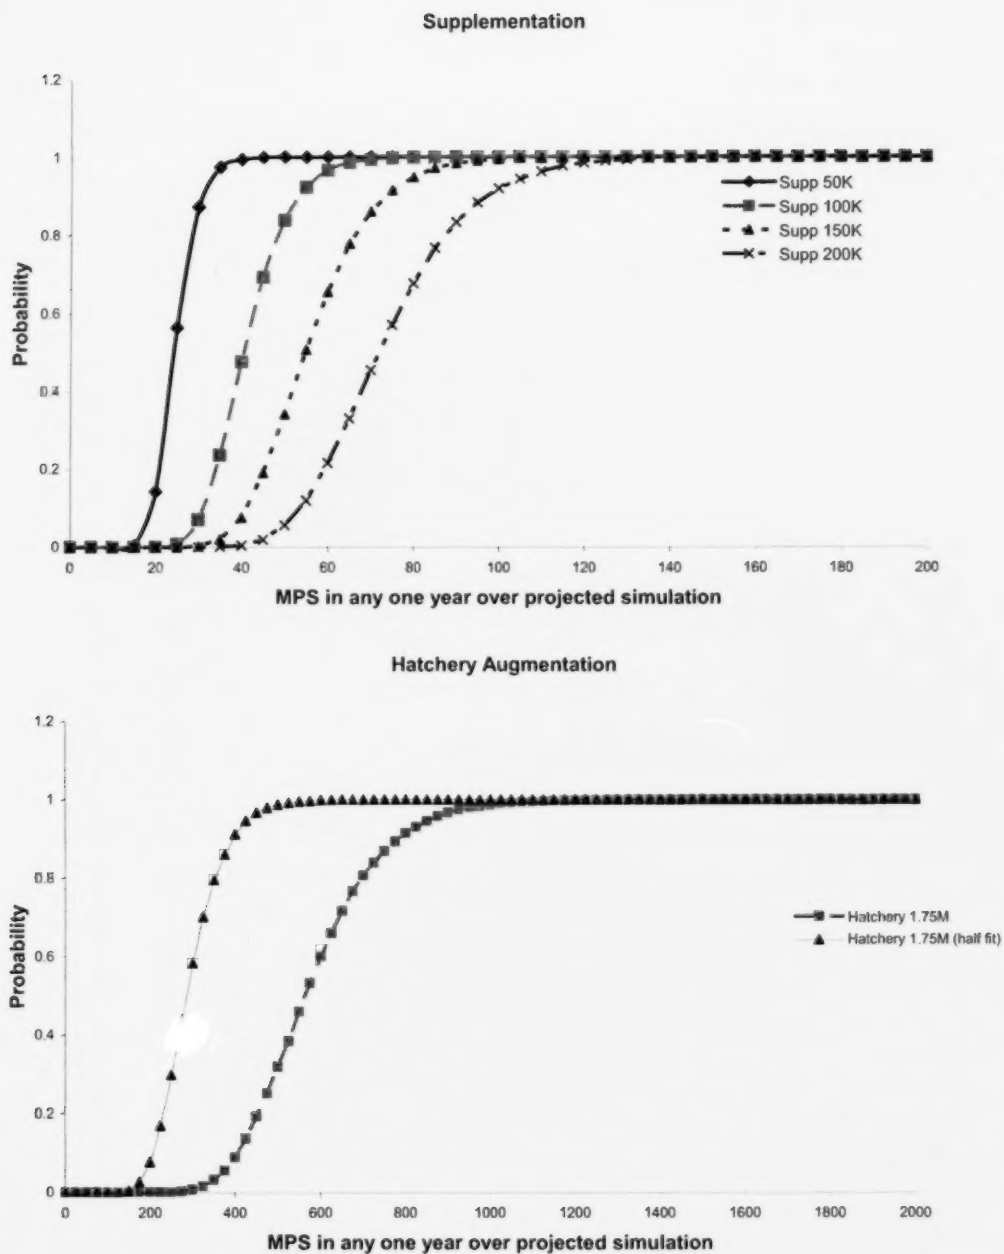 Supplementation
1.2
1
0.8
0.6
0.4
0.2
0
Probability
0 20 40 60 80 100 120 140 160 180 200
MPS in any one year over projected simulation
Supp 50K
Supp 100K
Supp 150K
Supp 200K
Hatchery Augmentation
1.2
1
0.8
0.6
0.4
0.2
0
Probability
0 200 400 600 800 1000 1200 1400 1600 1800 2000
MPS in any one year over projected simulation
Hatchery 1.75M
Hatchery 1.75M (half fit)